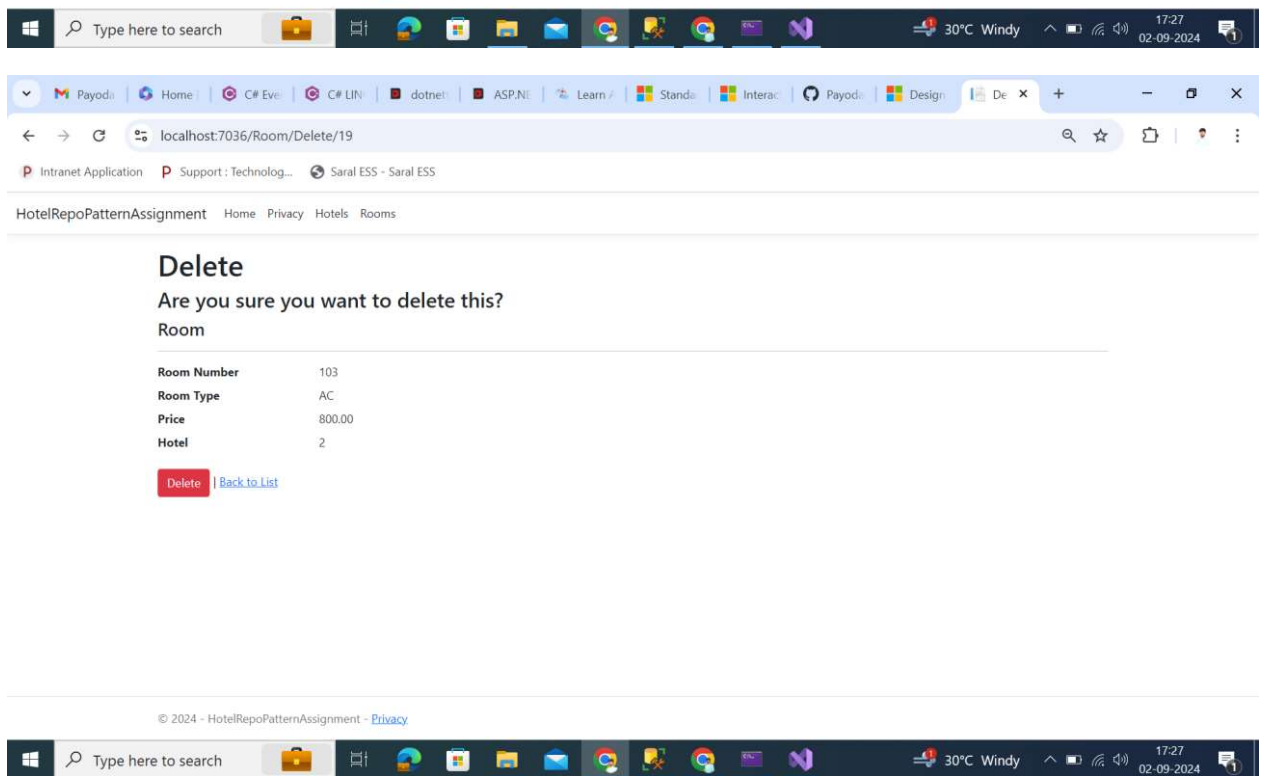 Type here to search 30°C Windy 17:27
02-09-2024
Payoda Home C# Eve C# LIN dotnet ASP.NE Learn Standa Interac Payoda Design De
localhost:7036/Room/Delete/19
Intranet Application Support : Technolog... Saral ESS - Saral ESS
HotelRepoPatternAssignment Home Privacy Hotels Rooms
Delete
Are you sure you want to delete this?
Room
Room Number 103
Room Type AC
Price 800.00
Hotel 2
Delete | Back to List
© 2024 - HotelRepoPatternAssignment - Privacy
Type here to search 30°C Windy 17:27
02-09-2024